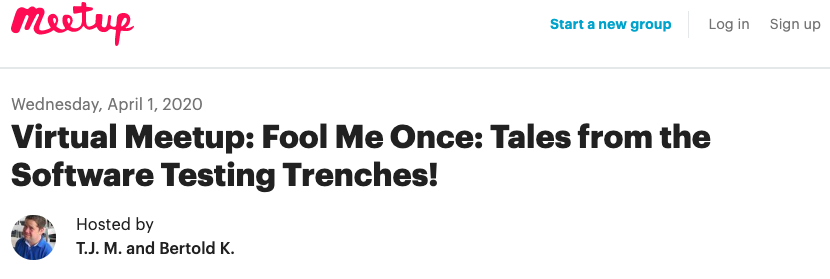 Meetup
Start a new group
Log in
Sign up
Wednesday, April 1, 2020
Virtual Meetup: Fool Me Once: Tales from the
Software Testing Trenches!
Hosted by
T.J. M. and Bertold K.